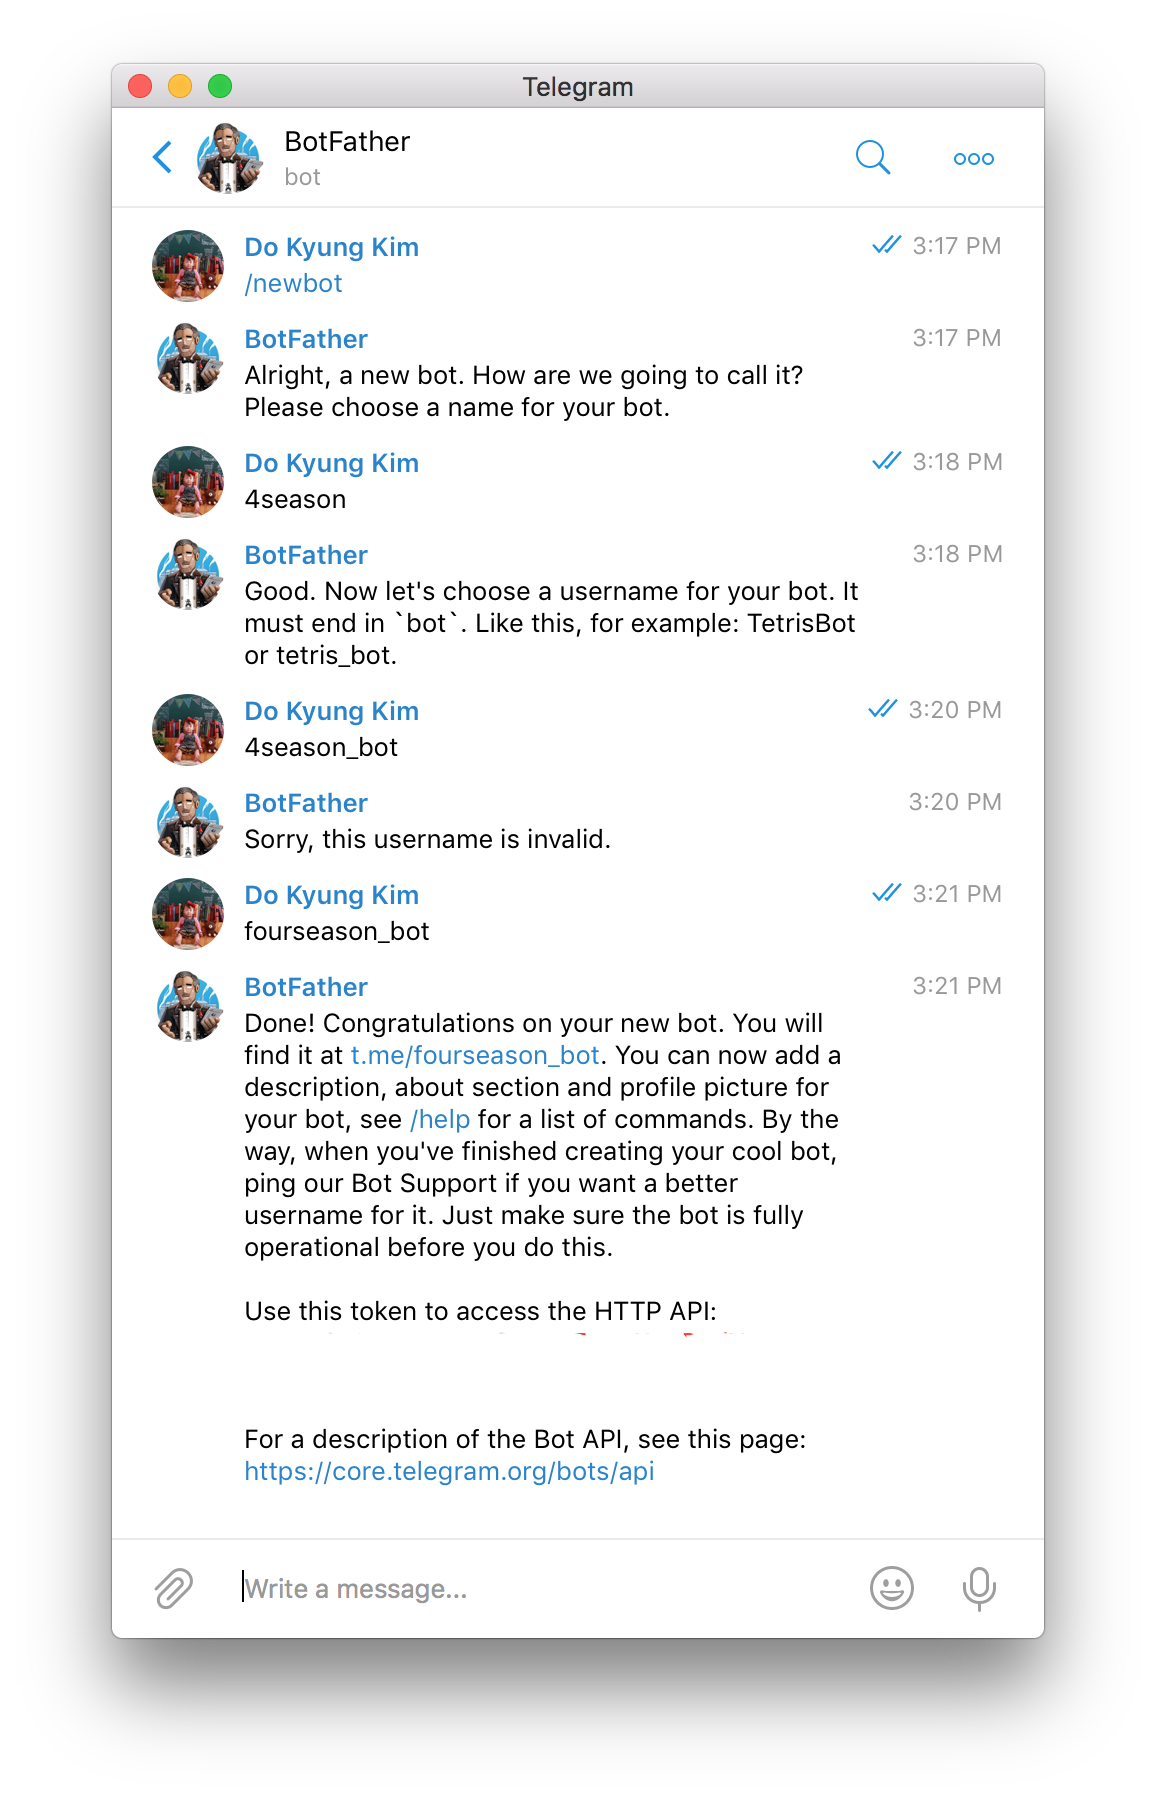 Telegram
BotFather
bot
Do Kyung Kim 3:17 PM
/newbot
BotFather 3:17 PM
Alright, a new bot. How are we going to call it?
Please choose a name for your bot.
Do Kyung Kim 3:18 PM
4season
BotFather 3:18 PM
Good. Now let's choose a username for your bot. It
must end in `bot`. Like this, for example: TetrisBot
or tetris_bot.
Do Kyung Kim 3:20 PM
4season_bot
BotFather 3:20 PM
Sorry, this username is invalid.
Do Kyung Kim 3:21 PM
fourseason_bot
BotFather 3:21 PM
Done! Congratulations on your new bot. You will
find it at t.me/fourseason_bot. You can now add a
description, about section and profile picture for
your bot, see /help for a list of commands. By the
way, when you've finished creating your cool bot,
ping our Bot Support if you want a better
username for it. Just make sure the bot is fully
operational before you do this.
Use this token to access the HTTP API:
For a description of the Bot API, see this page:
https://core.telegram.org/bots/api
Write a message...